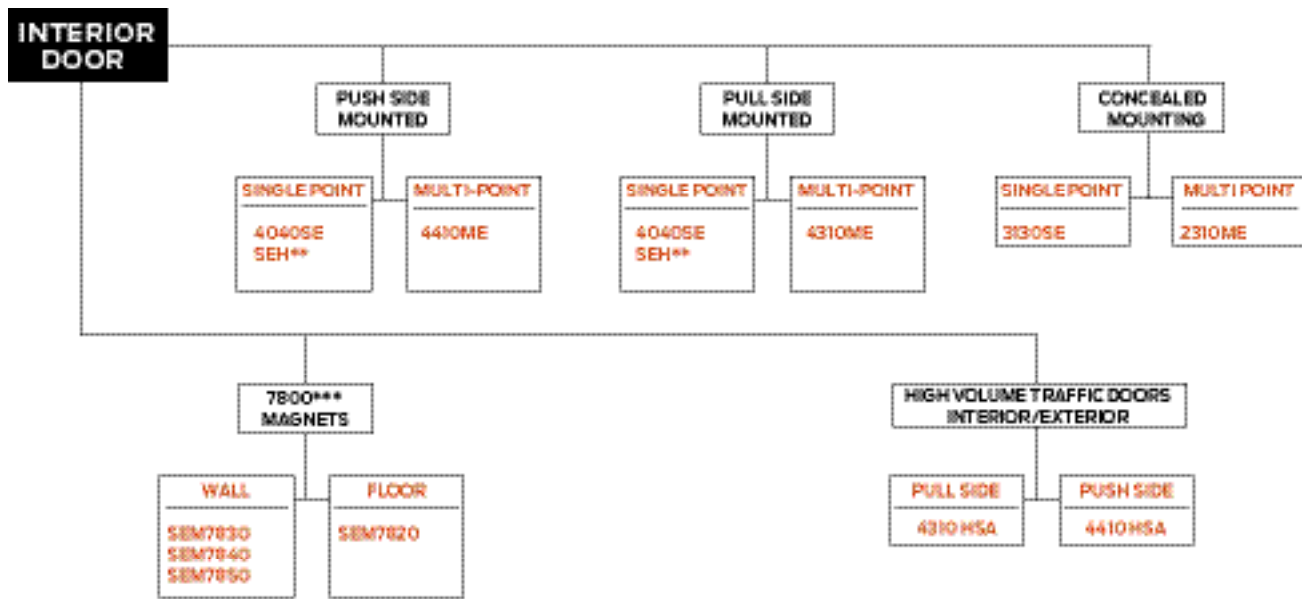 INTERIOR
DOOR
PUSH SIDE
MOUNTED
SINGLE POINT
4040SE
SEH**
MULTI-POINT
4410ME
PULL SIDE
MOUNTED
SINGLE POINT
4040SE
SEH**
MULTI-POINT
4310ME
CONCEALED
MOUNTING
SINGLE POINT
3130SE
MULTI POINT
2310ME
7800***
MAGNETS
WALL
SEM7830
SEM7840
SEM7850
FLOOR
SEM7820
HIGH VOLUME TRAFFIC DOORS
INTERIOR/EXTERIOR
PULL SIDE
4310 HSA
PUSH SIDE
4410 HSA